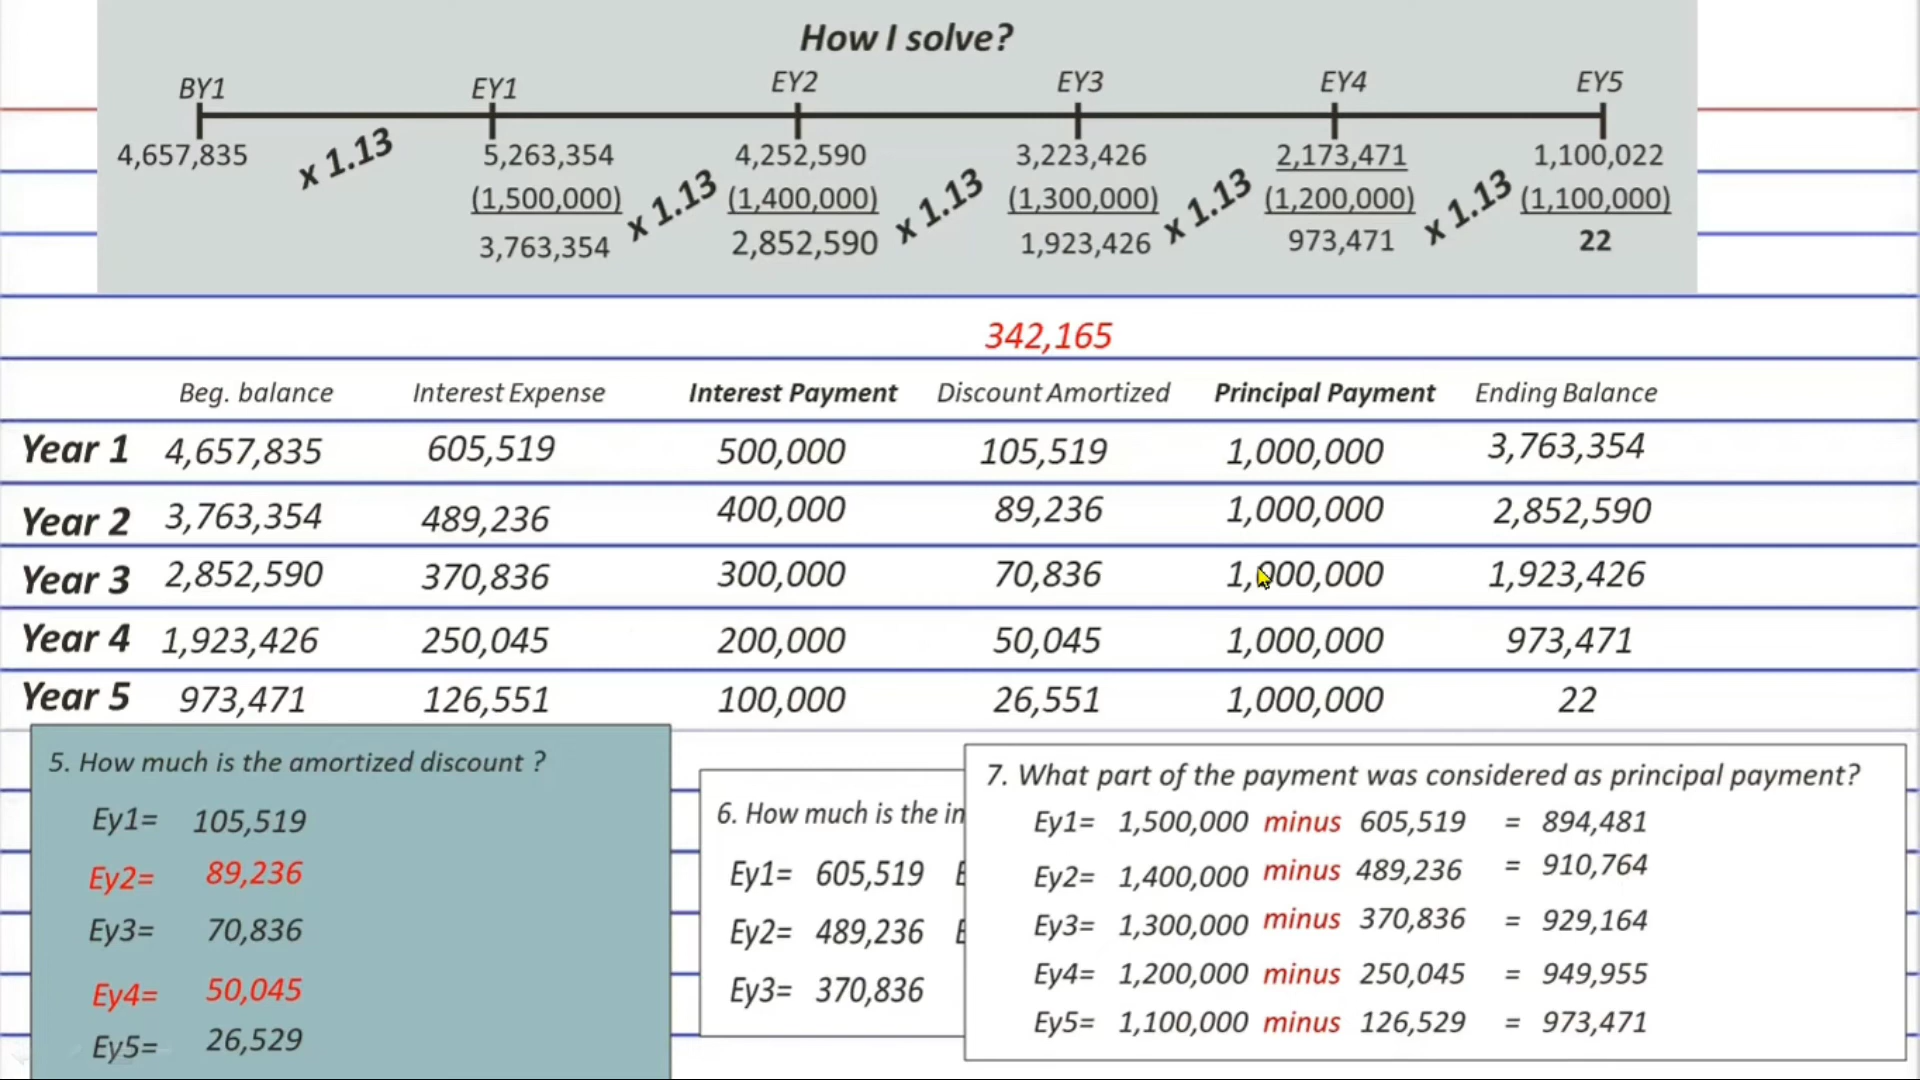 How I solve?
BY1 EY1 EY2 EY3 EY4 EY5
4,657,835 x 1.13 5,263,354 4,252,590 3,223,426 2,173,471 1,100,022
(1,500,000) x 1.13 (1,400,000) x 1.13 (1,300,000) x 1.13 (1,200,000) x 1.13 (1,100,000)
3,763,354 2,852,590 1,923,426 973,471 22
342,165
Beg. balance Interest Expense Interest Payment Discount Amortized Principal Payment Ending Balance
Year 1 4,657,835 605,519 500,000 105,519 1,000,000 3,763,354
Year 2 3,763,354 489,236 400,000 89,236 1,000,000 2,852,590
Year 3 2,852,590 370,836 300,000 70,836 1,000,000 1,923,426
Year 4 1,923,426 250,045 200,000 50,045 1,000,000 973,471
Year 5 973,471 126,551 100,000 26,551 1,000,000 22
5. How much is the amortized discount ?
Ey1= 105,519
Ey2= 89,236
Ey3= 70,836
Ey4= 50,045
Ey5= 26,529
6. How much is the in
Ey1= 605,519
Ey2= 489,236
Ey3= 370,836
7. What part of the payment was considered as principal payment?
Ey1= 1,500,000 minus 605,519 = 894,481
Ey2= 1,400,000 minus 489,236 = 910,764
Ey3= 1,300,000 minus 370,836 = 929,164
Ey4= 1,200,000 minus 250,045 = 949,955
Ey5= 1,100,000 minus 126,529 = 973,471